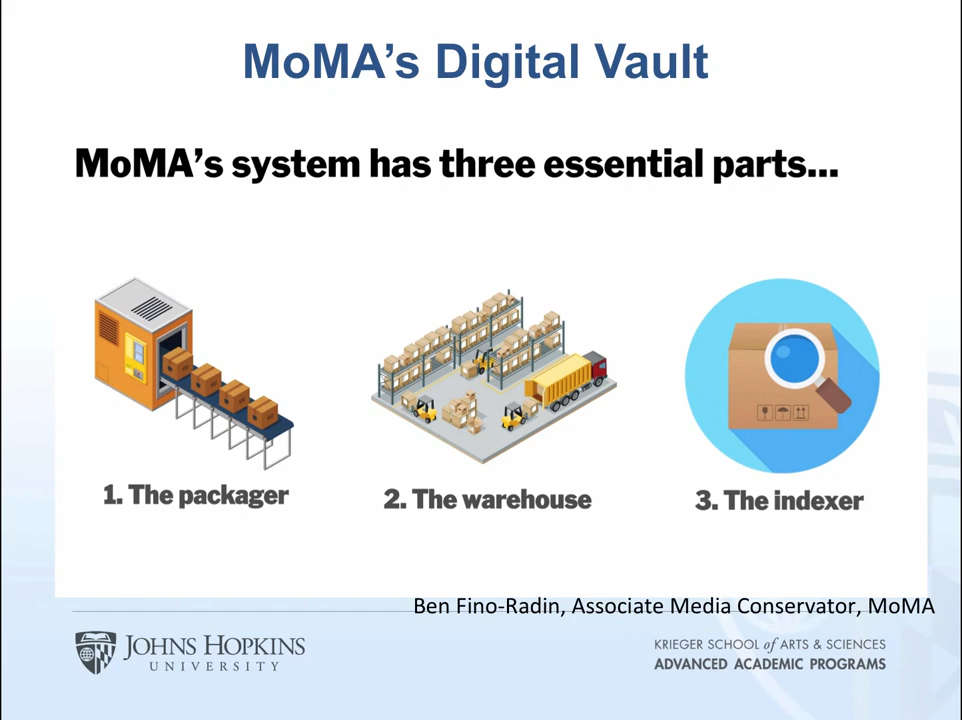 MoMA’s Digital Vault
MoMA’s system has three essential parts...
1. The packager
2. The warehouse
3. The indexer
Ben Fino-Radin, Associate Media Conservator, MoMA
JOHNS HOPKINS
UNIVERSITY
KRIEGER SCHOOL of ARTS & SCIENCES
ADVANCED ACADEMIC PROGRAMS